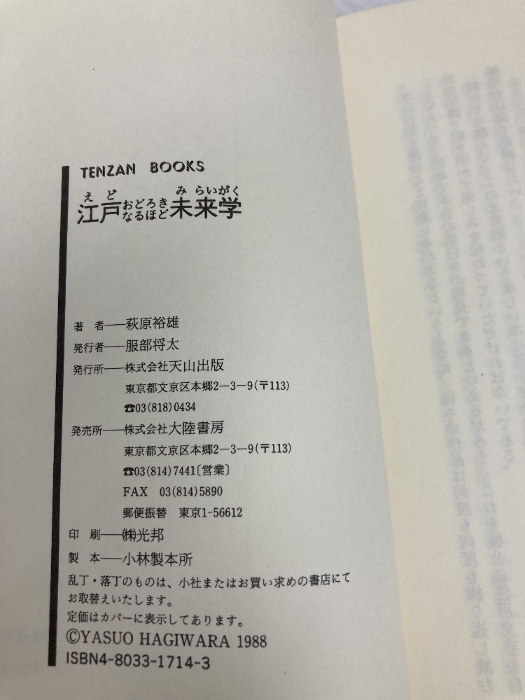 TENZAN BOOKS
えど みらいがく
江戸おどろきなるほど未来学
著者──萩原裕雄
発行者──服部将太
発行所──株式会社天山出版
東京都文京区本郷2−3−9(〒113)
☎03(818)0434
発売所──株式会社大陸書房
東京都文京区本郷2−3−9(〒113)
☎03(814)7441〔営業〕
FAX 03(814)5890
郵便振替 東京1-56612
印刷──㈱光邦
製本──小林製本所
乱丁・落丁のものは、小社またはお買い求めの書店にて
お取替えいたします。
定価はカバーに表示してあります。
©YASUO HAGIWARA 1988
ISBN4-8033-1714-3